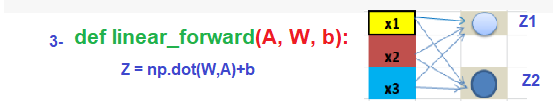 3- def linear_forward(A, W, b):
Z = np.dot(W,A)+b
x1
x2
x3
Z1
Z2